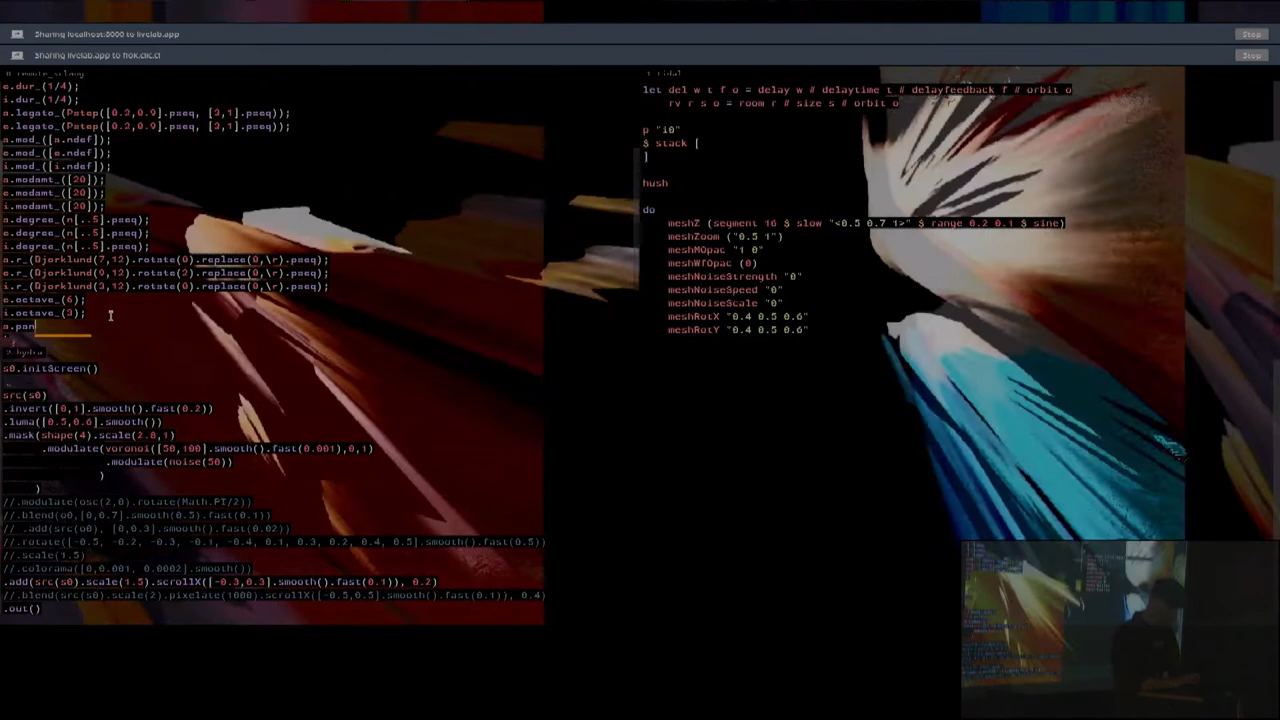 Sharing localhost:8000 to livelab.app
Stop
Sharing livelab.app to flok.clic.cl
Stop
0 remote_sclang
e.dur_(1/4);
i.dur_(1/4);
a.legato_(Pstep([0.3,0.9].pseq, [3,1].pseq));
e.legato_(Pstep([0.3,0.9].pseq, [3,1].pseq));
a.mod_([a.ndef]);
e.mod_([e.ndef]);
i.mod_([i.ndef]);
a.modamt_([20]);
e.modamt_([20]);
i.modamt_([20]);
a.degree_(n[..5].pseq);
e.degree_(n[..5].pseq);
i.degree_(n[..5].pseq);
a.r_(Bjorklund(7,12).rotate(0).replace(0,\r).pseq);
e.r_(Bjorklund(9,12).rotate(2).replace(0,\r).pseq);
i.r_(Bjorklund(3,12).rotate(0).replace(0,\r).pseq);
e.octave_(6);
i.octave_(3);
a.pan
2 hydra
s0.initScreen()
src(s0)
.invert([0,1].smooth().fast(0.2))
.luma([0.5,0.6].smooth())
.mask(shape(4).scale(2.8,1)
.modulate(voronoi([50,100].smooth().fast(0.001),0,1)
.modulate(noise(50))
)
)
//.modulate(osc(2,0).rotate(Math.PI/2))
//.blend(o0,[0,0.7].smooth(0.5).fast(0.1))
// .add(src(o0), [0,0.3].smooth().fast(0.02))
//.rotate([-0.5, -0.2, -0.3, -0.1, -0.4, 0.1, 0.3, 0.2, 0.4, 0.5].smooth().fast(0.5))
//.scale(1.5)
//.colorama([0,0.001, 0.0002].smooth())
.add(src(s0).scale(1.5).scrollX([-0.3,0.3].smooth().fast(0.1)), 0.2)
//.blend(src(s0).scale(2).pixelate(1000).scrollX([-0.5,0.5].smooth().fast(0.1)), 0.4)
.out()
1 tidal
let del w t f o = delay w # delaytime t # delayfeedback f # orbit o
rv r s o = room r # size s # orbit o
p "i0"
$ stack [
]
hush
do
meshZ (segment 16 $ slow "<0.5 0.7 1>" $ range 0.2 0.1 $ sine)
meshZoom ("0.5 1")
meshMOpac "1 0"
meshWfOpac (0)
meshNoiseStrength "0"
meshNoiseSpeed "0"
meshNoiseScale "0"
meshRotX "0.4 0.5 0.6"
meshRotY "0.4 0.5 0.6"